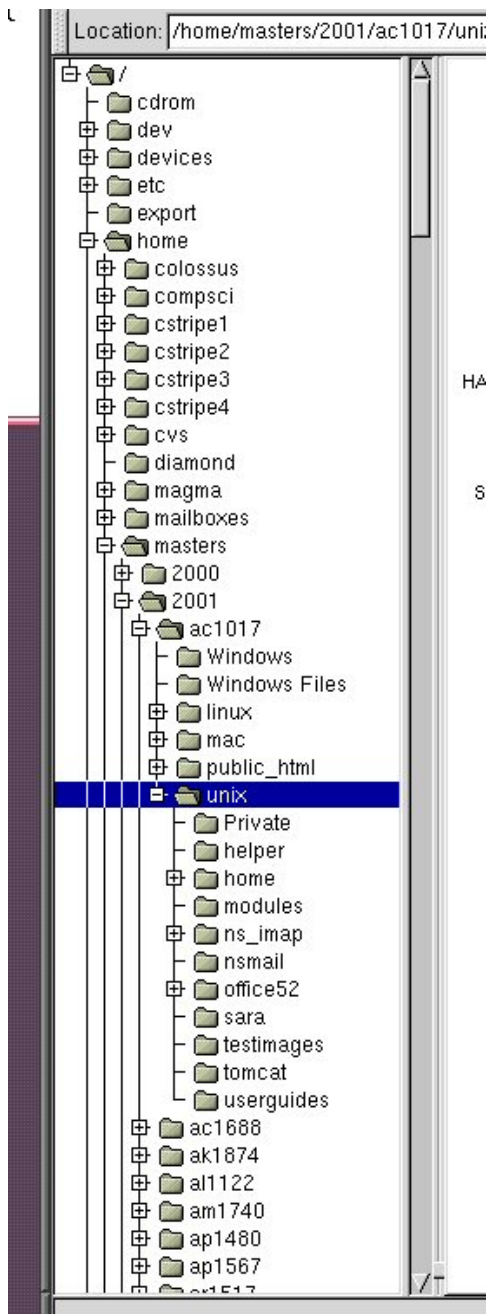 Location: /home/masters/2001/ac1017/uni
/
cdrom
dev
devices
etc
export
home
colossus
compsci
cstripe1
cstripe2
cstripe3
cstripe4
HA
cvs
diamond
magma
S
mailboxes
masters
2000
2001
ac1017
Windows
Windows Files
linux
mac
public_html
unix
Private
helper
home
modules
ns_imap
nsmail
office52
sara
testimages
tomcat
userguides
ac1688
ak1874
al1122
am1740
ap1480
ap1567